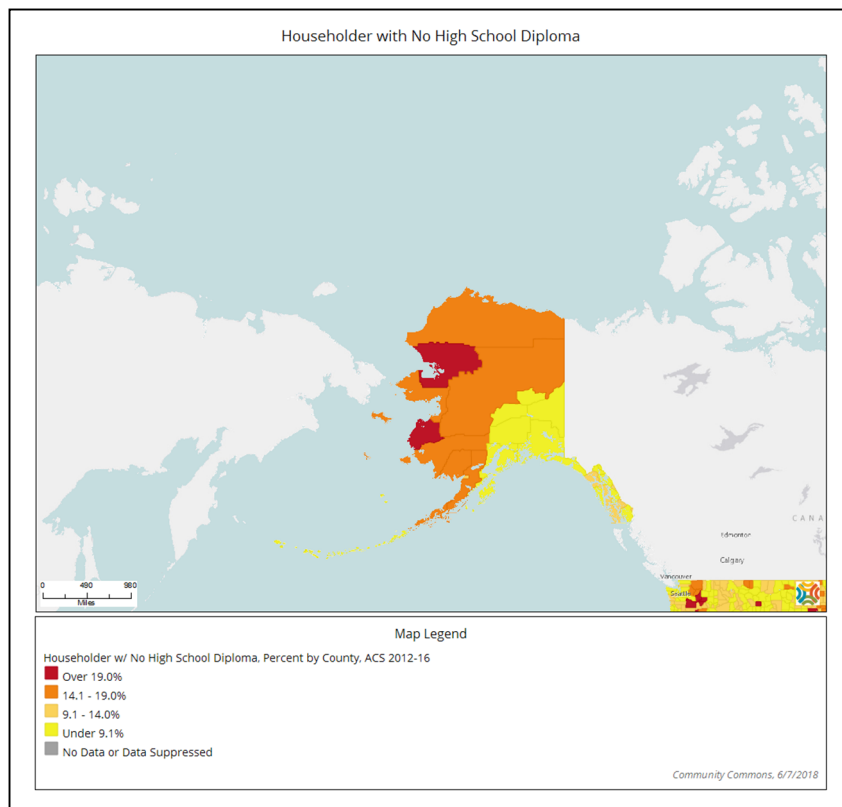 Householder with No High School Diploma
CANA
Edmonton
Calgary
Vancouver
Seattle
0 490 980
Miles
Map Legend
Householder w/ No High School Diploma, Percent by County, ACS 2012-16
Over 19.0%
14.1 - 19.0%
9.1 - 14.0%
Under 9.1%
No Data or Data Suppressed
Community Commons, 6/7/2018